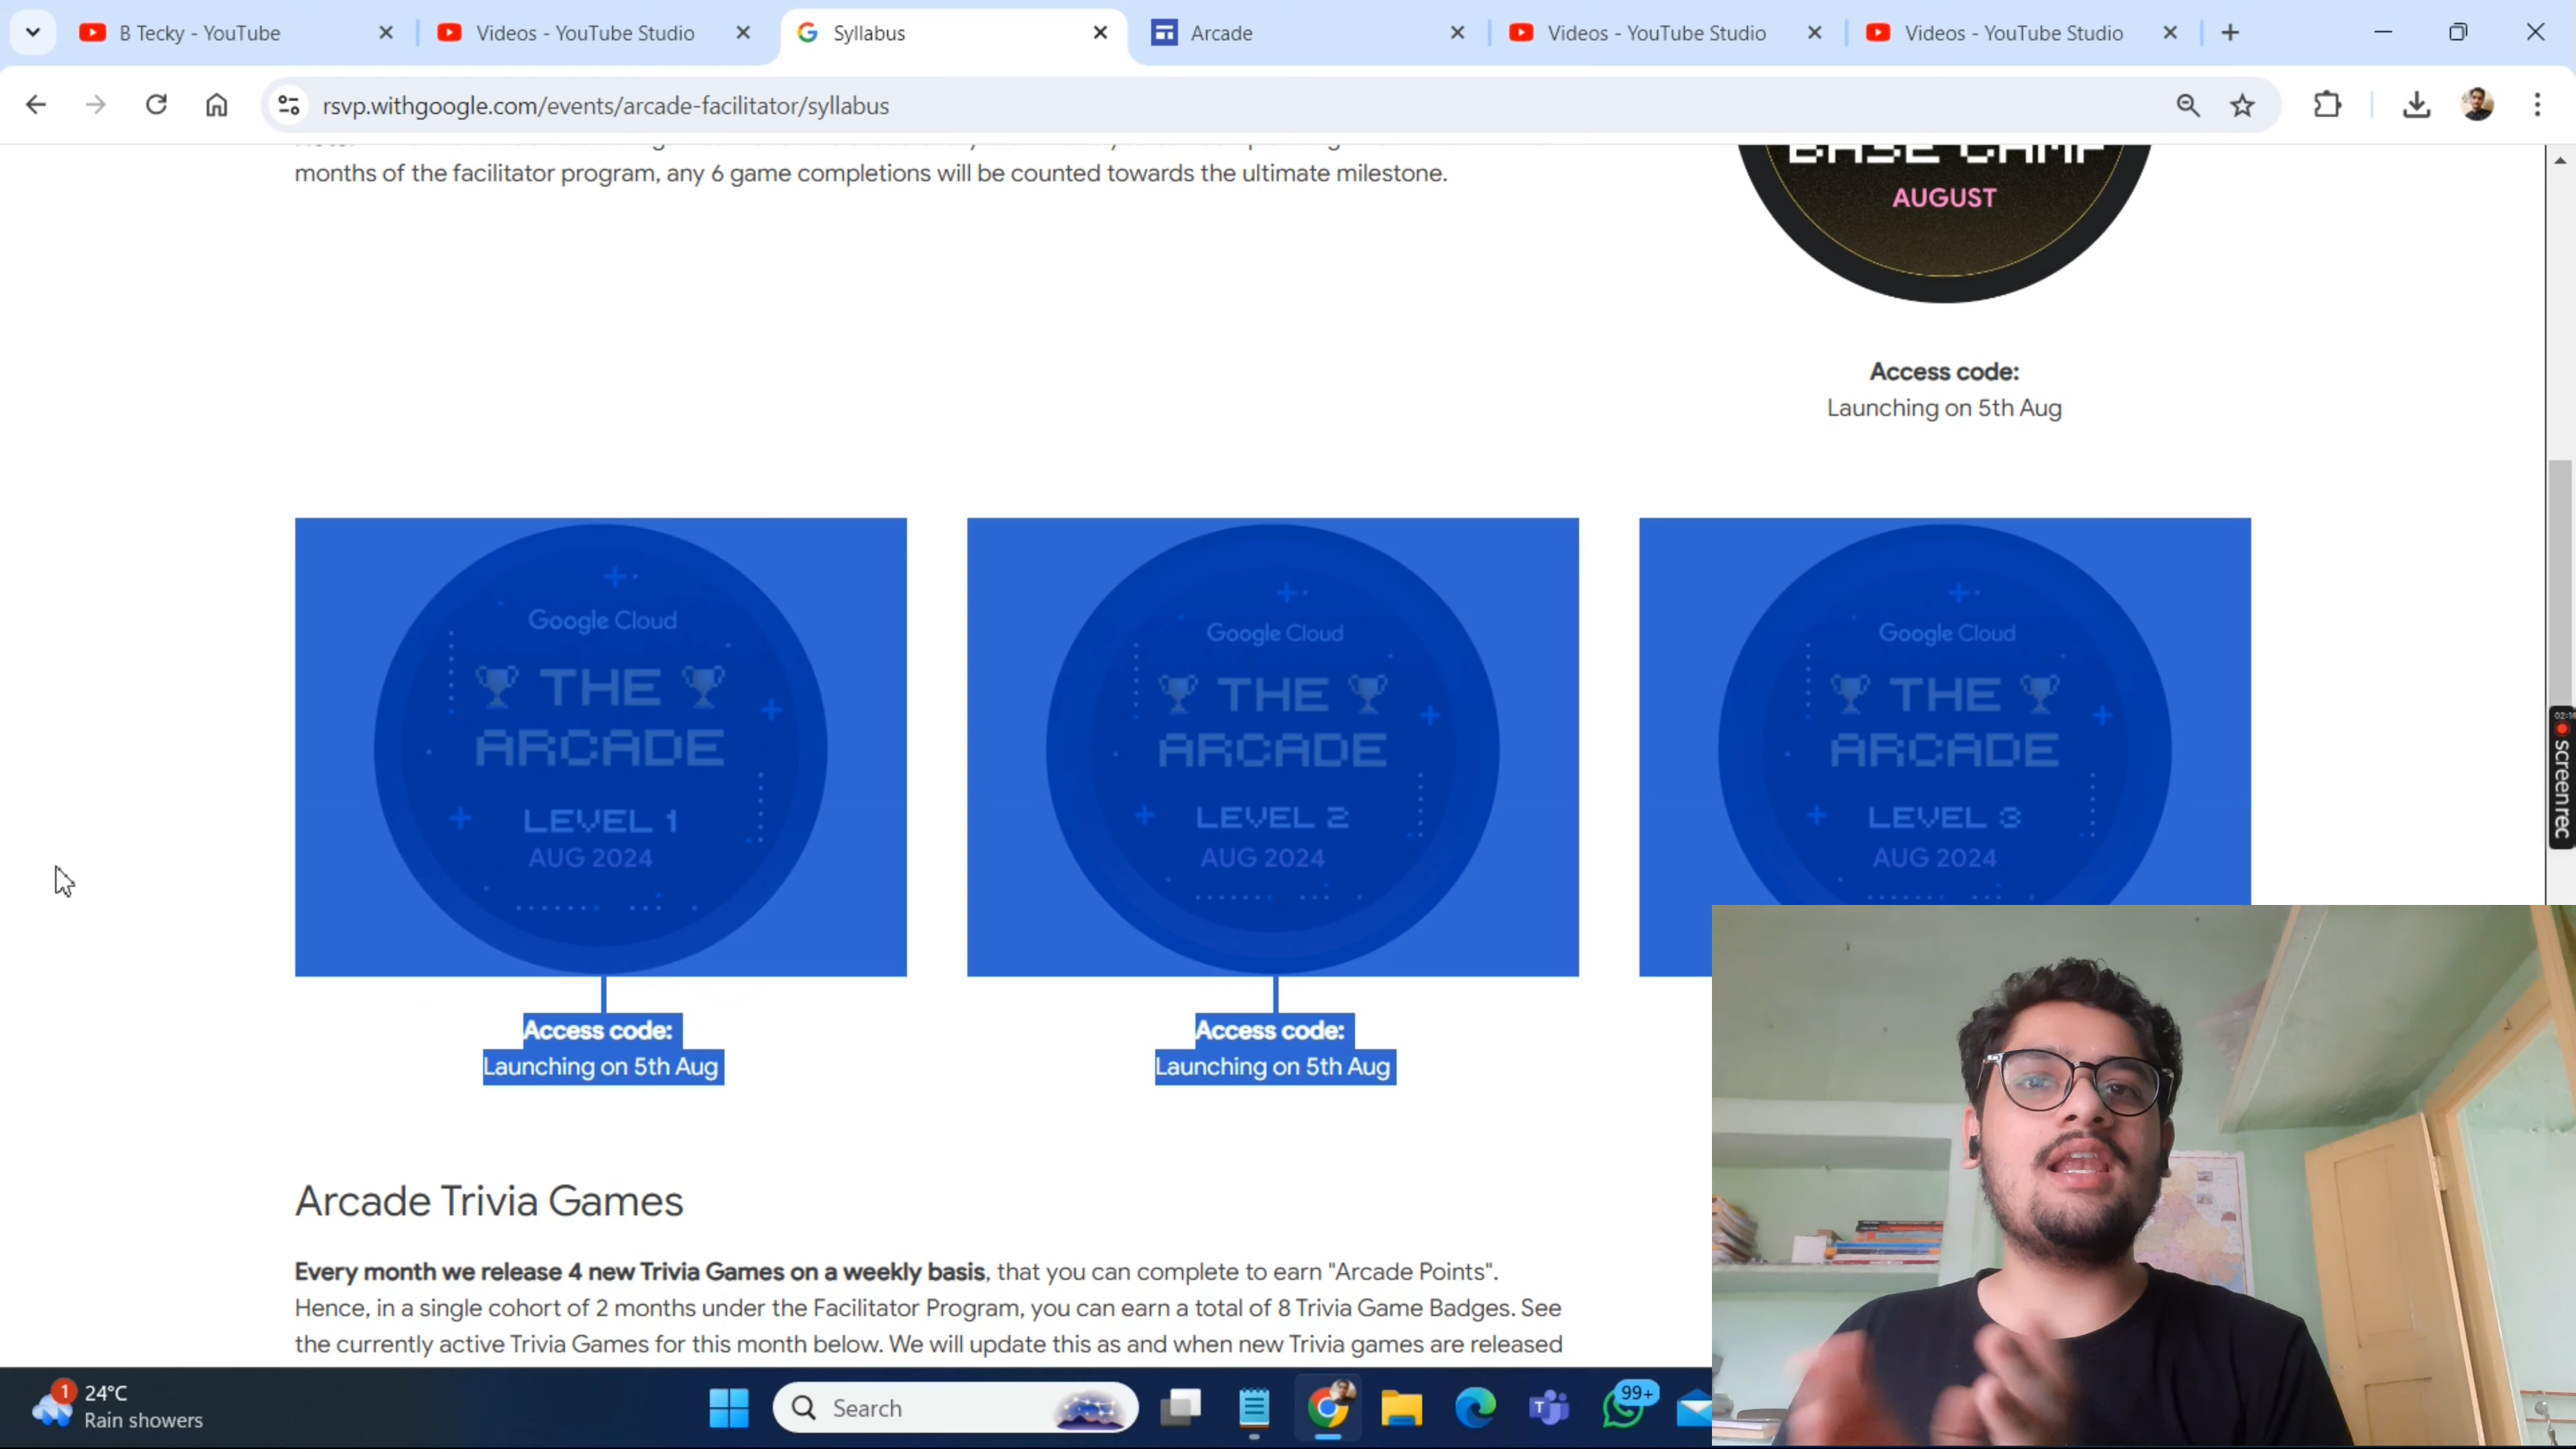 B Tecky - YouTube
Videos - YouTube Studio
Syllabus
Arcade
Videos - YouTube Studio
Videos - YouTube Studio
rsvp.withgoogle.com/events/arcade-facilitator/syllabus
months of the facilitator program, any 6 game completions will be counted towards the ultimate milestone.
BASE CAMP
AUGUST
Access code:
Launching on 5th Aug
Google Cloud
THE
ARCADE
LEVEL 1
AUG 2024
Google Cloud
THE
ARCADE
LEVEL 2
AUG 2024
Google Cloud
THE
ARCADE
LEVEL 3
AUG 2024
Access code:
Launching on 5th Aug
Access code:
Launching on 5th Aug
screenrec
Arcade Trivia Games
Every month we release 4 new Trivia Games on a weekly basis, that you can complete to earn "Arcade Points".
Hence, in a single cohort of 2 months under the Facilitator Program, you can earn a total of 8 Trivia Game Badges. See
the currently active Trivia Games for this month below. We will update this as and when new Trivia games are released
1
24°C
Rain showers
Search
99+